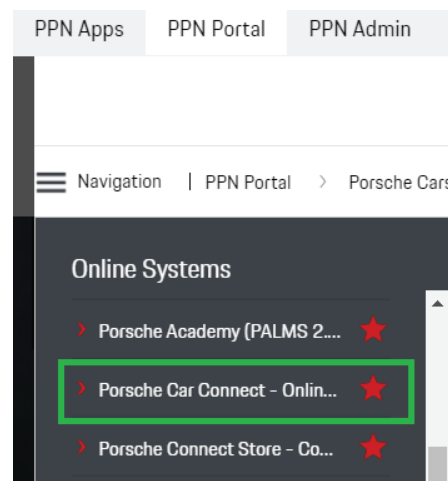 PPN Apps PPN Portal PPN Admin
Navigation | PPN Portal > Porsche Cars
Online Systems
Porsche Academy (PALMS 2....
Porsche Car Connect - Onlin...
Porsche Connect Store - Co...